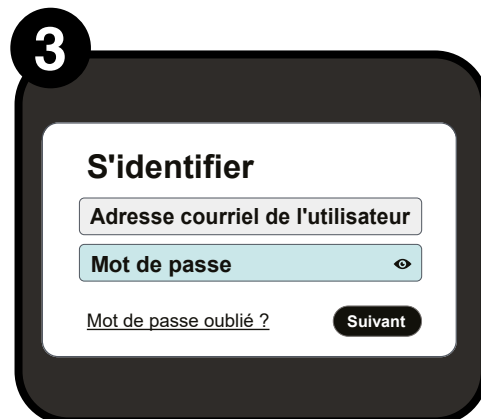 3
S'identifier
Adresse courriel de l'utilisateur
Mot de passe
Mot de passe oublié ?
Suivant